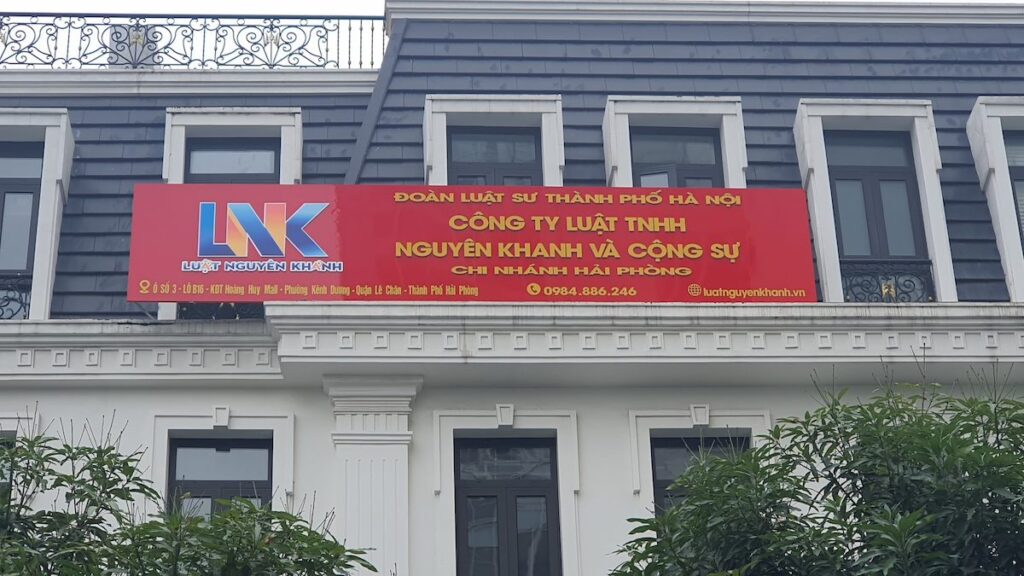 LNK
LUẬT NGUYÊN KHÁNH
ĐOÀN LUẬT SƯ THÀNH PHỐ HÀ NỘI
CÔNG TY LUẬT TNHH
NGUYÊN KHANH VÀ CỘNG SỰ
CHI NHÁNH HẢI PHÒNG
Ô SỐ 3 - LÔ B16 - KĐT Hoàng Huy Mall - Phường Kênh Dương - Quận Lê Chân - Thành Phố Hải Phòng
0984.886.246
luatnguyenkhanh.vn